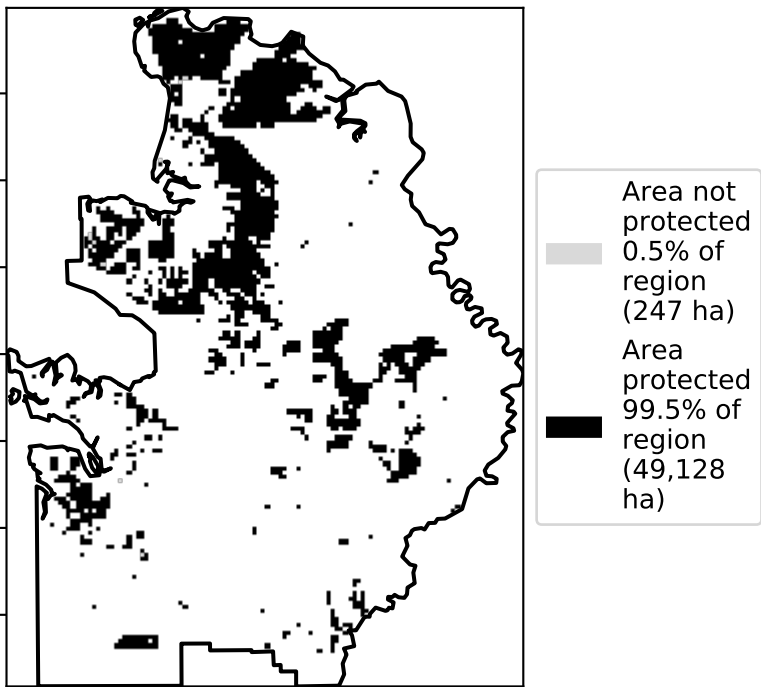 Area not
protected
0.5% of
region
(247 ha)
Area
protected
99.5% of
region
(49,128
ha)